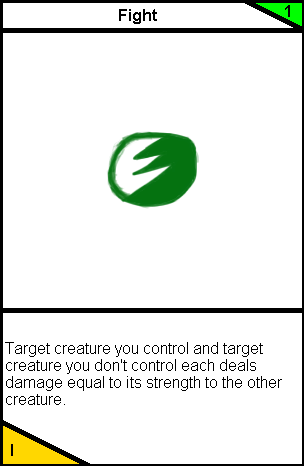 Fight
1
Target creature you control and target
creature you don't control each deals
damage equal to its strength to the other
creature.
I